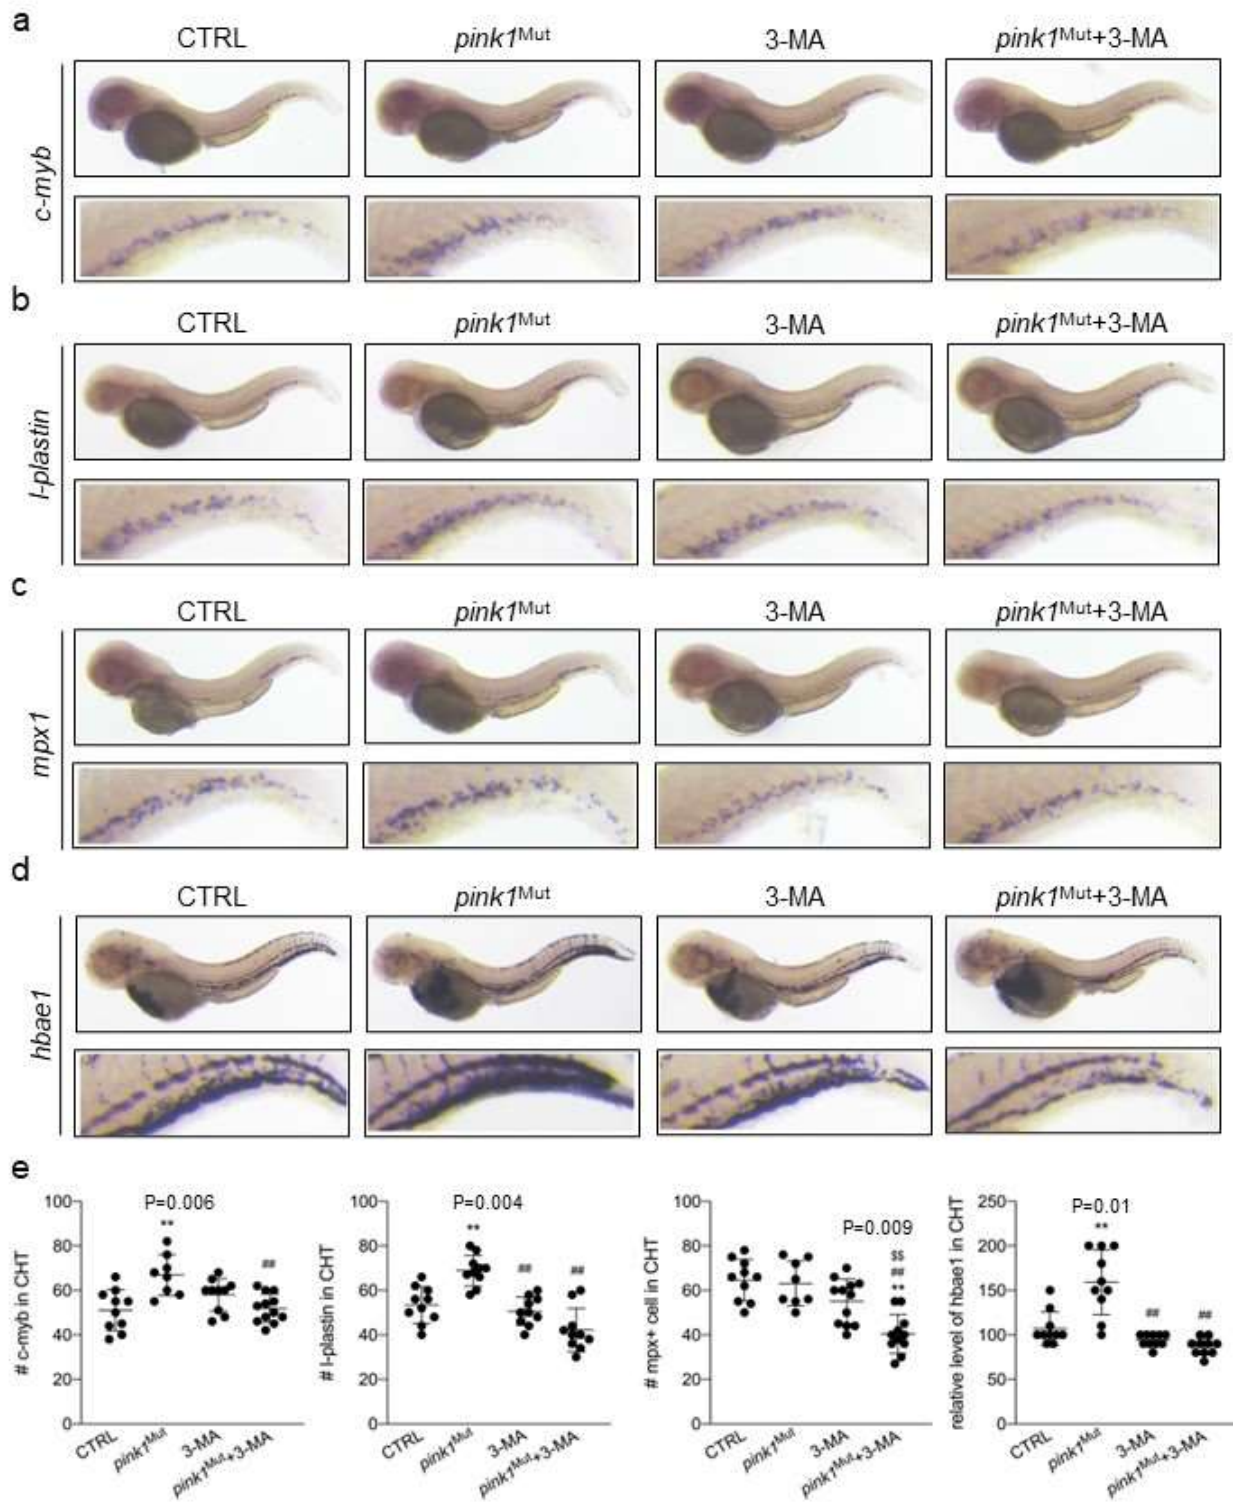 a
CTRL pink1Mut 3-MA pink1Mut+3-MA
c-myb
b
CTRL pink1Mut 3-MA pink1Mut+3-MA
l-plastin
c
CTRL pink1Mut 3-MA pink1Mut+3-MA
mpx1
d
CTRL pink1Mut 3-MA pink1Mut+3-MA
hbae1
e
# c-myb in CHT
100
80
60
40
20
0
P=0.006
**
##
CTRL pink1Mut 3-MA pink1Mut+3-MA
# l-plastin in CHT
100
80
60
40
20
0
P=0.004
**
##
##
CTRL pink1Mut 3-MA pink1Mut+3-MA
# mpx+ cell in CHT
100
80
60
40
20
0
P=0.009
$$
##
**
CTRL pink1Mut 3-MA pink1Mut+3-MA
relative level of hbae1 in CHT
250
200
150
100
50
0
P=0.01
**
##
##
CTRL pink1Mut 3-MA pink1Mut+3-MA